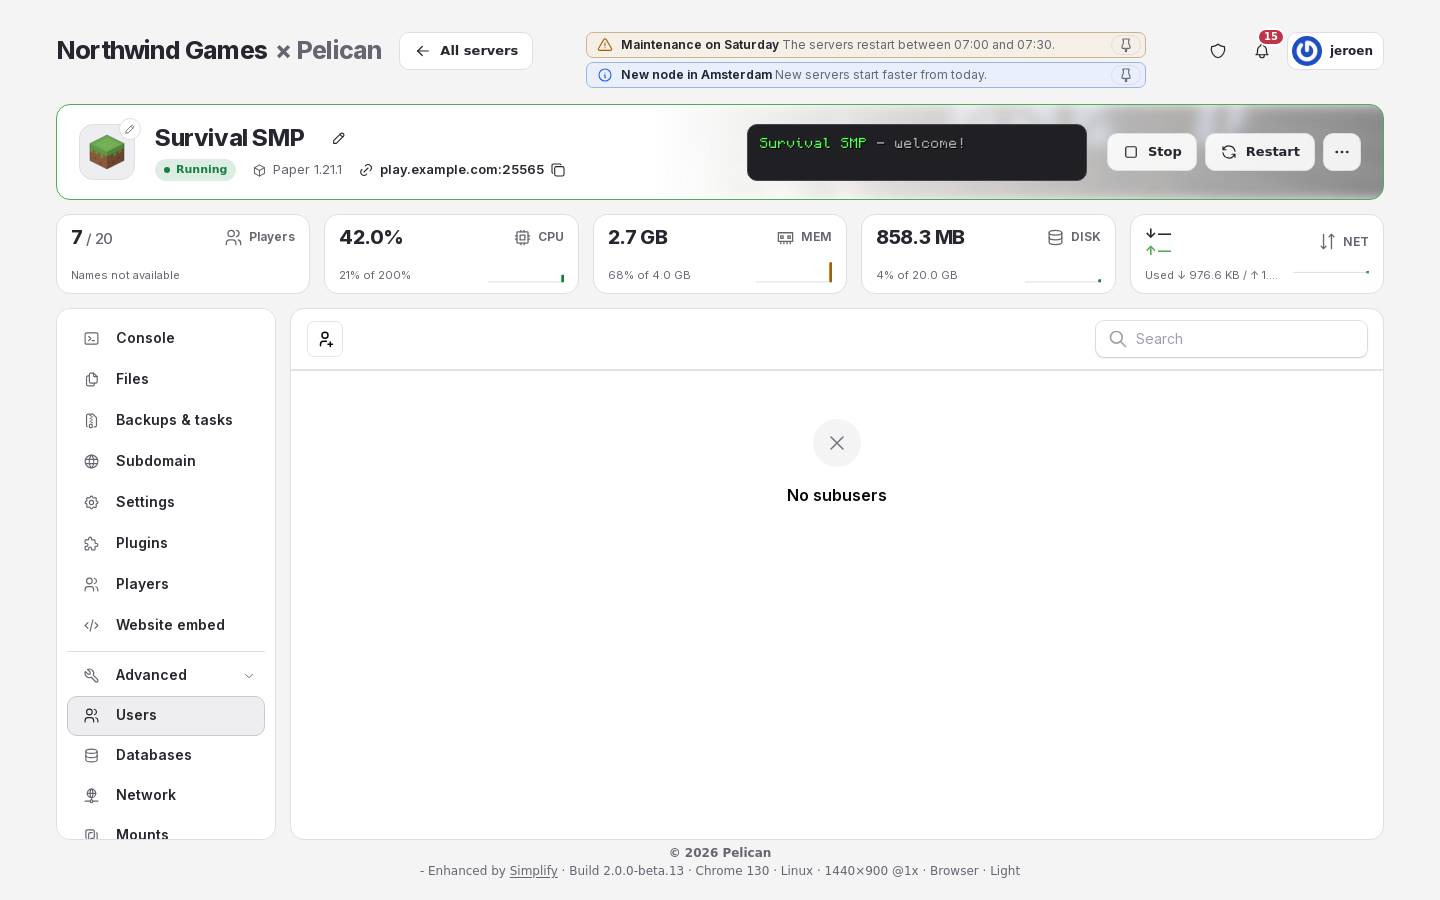 Northwind Games × Pelican
All servers
Maintenance on Saturday The servers restart between 07:00 and 07:30.
New node in Amsterdam New servers start faster from today.
15
jeroen
Survival SMP
Running
Paper 1.21.1
play.example.com:25565
Survival SMP - welcome!
Stop
Restart
7 / 20
Players
Names not available
42.0%
CPU
21% of 200%
2.7 GB
MEM
68% of 4.0 GB
858.3 MB
DISK
4% of 20.0 GB
↓—
↑—
NET
Used ↓ 976.6 KB / ↑ 1....
Console
Files
Backups & tasks
Subdomain
Settings
Plugins
Players
Website embed
Advanced
Users
Databases
Network
Mounts
Search
No subusers
© 2026 Pelican
- Enhanced by Simplify · Build 2.0.0-beta.13 · Chrome 130 · Linux · 1440×900 @1x · Browser · Light